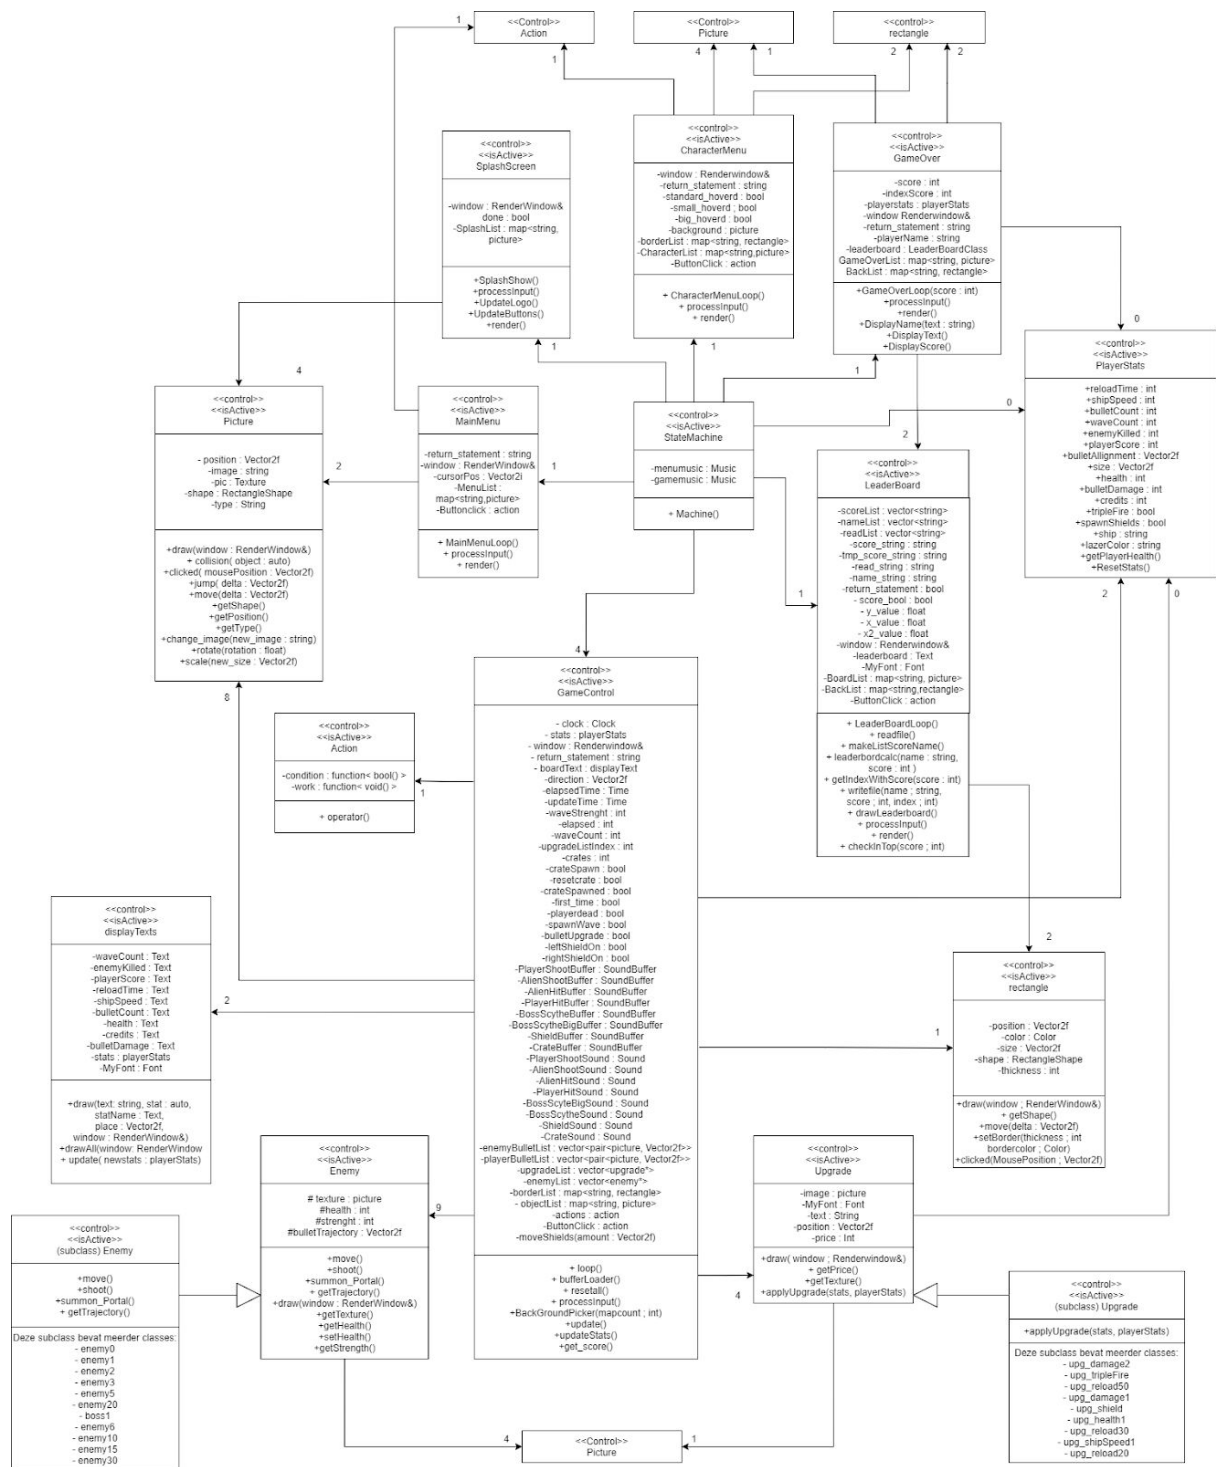 <<Control>>
Action
<<Control>>
Picture
<<Control>>
rectangle
1
1
4
1
2
2
<<control>>
<<isActive>>
SplashScreen
-window : RenderWindow&
done : bool
-SplashList : map<string,
picture>
+SplashShow()
+processInput()
+UpdateLogo()
+UpdateButtons()
+render()
<<control>>
<<isActive>>
CharacterMenu
-window : Renderwindow&
-return_statement : string
-standard_hoverd : bool
-small_hoverd ; bool
-big_hoverd : bool
-background : picture
-borderList : map<string, rectangle>
-CharacterList : map<string,picture>
-ButtonClick : action
+ CharacterMenuLoop()
+ processInput()
+ render()
<<control>>
<<isActive>>
GameOver
-score : int
-indexScore : int
-playerstats : playerStats
-window Renderwindow&
-return_statement : string
-playerName : string
-leaderboard : LeaderBoardClass
GameOverList : map<string, picture>
BackList : map<string, rectangle>
+GameOverLoop(score : int)
+processInput()
+render()
+DisplayName(text : string)
+DisplayText()
+DisplayScore()
4
1
1
1
0
0
<<control>>
<<isActive>>
PlayerStats
+reloadTime : int
+shipSpeed : int
+bulletCount : int
+waveCount : int
+enemyKilled : int
+playerScore : int
+bulletAllignment : Vector2f
+size : Vector2f
+health : int
+bulletDamage : int
+credits : int
+tripleFire : bool
+spawnShields : bool
+ship : string
+lazerColor : string
+getPlayerHealth()
+ResetStats()
<<control>>
<<isActive>>
Picture
- position : Vector2f
-image : string
-pic : Texture
-shape : RectangleShape
-type : String
+draw(window : RenderWindow&)
+ collision( object : auto)
+clicked( mousePosition : Vector2f)
+jump( delta : Vector2f)
+move(delta : Vector2f)
+getShape()
+getPosition()
+getType()
+change_image(new_image : string)
+rotate(rotation : float)
+scale(new_size : Vector2f)
2
<<control>>
<<isActive>>
MainMenu
-return_statement : string
-window : RenderWindow&
-cursorPos : Vector2i
-MenuList :
map<string,picture>
-Buttonclick : action
+ MainMenuLoop()
+ processInput()
+ render()
1
<<control>>
<<isActive>>
StateMachine
-menumusic : Music
-gamemusic : Music
+ Machine()
2
<<control>>
<<isActive>>
LeaderBoard
-scoreList : vector<string>
-nameList : vector<string>
-readList : vector<string>
-score_string : string
-tmp_score_string : string
-read_string : string
-name_string : string
-return_statement : bool
- score_bool : bool
- y_value : float
- x_value : float
- x2_value : float
-window : Renderwindow&
-leaderboard : Text
-MyFont : Font
-BoardList : map<string, picture>
-BackList : map<string,rectangle>
-ButtonClick : action
+ LeaderBoardLoop()
+ readfile()
+ makeListScoreName()
+ leaderbordcalc(name : string,
score : int )
+ getIndexWithScore(score : int)
+ writefile(name ; string,
score ; int, index ; int)
+ drawLeaderboard()
+ processInput()
+ render()
+ checkInTop(score ; int)
1
2
0
8
4
<<control>>
<<isActive>>
GameControl
- clock : Clock
- stats : playerStats
- window : Renderwindow&
- return_statement : string
- boardText : displayText
-direction : Vector2f
-elapsedTime : Time
-updateTime : Time
-waveStrenght : int
-elapsed : int
-waveCount : int
-upgradeListIndex : int
-crates : int
-crateSpawn : bool
-resetcrate : bool
-crateSpawned : bool
-first_time : bool
-playerdead : bool
-spawnWave : bool
-bulletUpgrade : bool
-leftShieldOn : bool
-rightShieldOn : bool
-PlayerShootBuffer : SoundBuffer
-AlienShootBuffer : SoundBuffer
-AlienHitBuffer : SoundBuffer
-PlayerHitBuffer : SoundBuffer
-BossScytheBuffer : SoundBuffer
-BossScytheBigBuffer : SoundBuffer
-ShieldBuffer : SoundBuffer
-CrateBuffer : SoundBuffer
-PlayerShootSound : Sound
-AlienShootSound : Sound
-AlienHitSound : Sound
-PlayerHitSound : Sound
-BossScyteBigSound : Sound
-BossScytheSound : Sound
-ShieldSound : Sound
-CrateSound : Sound
-enemyBulletList : vector<pair<picture, Vector2f>>
-playerBulletList : vector<pair<picture, Vector2f>>
-upgradeList : vector<upgrade*>
-enemyList : vector<enemy*>
-borderList : map<string, rectangle>
- objectList : map<string, picture>
-actions : action
-ButtonClick : action
-moveShields(amount : Vector2f)
+ loop()
+ bufferLoader()
+ resetall()
+ processInput()
+BackGroundPicker(mapcount ; int)
+update()
+updateStats()
+get_score()
<<control>>
<<isActive>>
Action
-condition : function< bool() >
-work : function< void() >
+ operator()
1
<<control>>
<<isActive>>
displayTexts
-waveCount : Text
-enemyKilled : Text
-playerScore : Text
-reloadTime : Text
-shipSpeed : Text
-bulletCount : Text
-health : Text
-credits : Text
-bulletDamage : Text
-stats : playerStats
-MyFont : Font
+draw(text: string, stat : auto,
statName : Text,
place : Vector2f,
window : RenderWindow&)
+drawAll(window: RenderWindow
+ update( newstats : playerStats)
2
2
1
<<control>>
<<isActive>>
rectangle
-position : Vector2f
-color : Color
-size : Vector2f
-shape : RectangleShape
-thickness : int
+draw(window ; RenderWindow&)
+ getShape()
+move(delta : Vector2f)
+setBorder(thickness ; int
bordercolor ; Color)
+clicked(MousePosition ; Vector2f)
<<control>>
<<isActive>>
Enemy
# texture : picture
#health : int
#strenght : int
#bulletTrajectory : Vector2f
+move()
+shoot()
+summon_Portal()
+ getTrajectory()
+draw(window : RenderWindow&)
+getTexture()
+getHealth()
+setHealth()
+getStrength()
9
<<control>>
<<isActive>>
Upgrade
-image : picture
-MyFont : Font
-text : String
-position : Vector2f
-price : Int
+draw( window ; Renderwindow&)
+ getPrice()
+getTexture()
+applyUpgrade(stats, playerStats)
4
<<control>>
<<isActive>>
(subclass) Enemy
+move()
+shoot()
+summon_Portal()
+ getTrajectory()
Deze subclass bevat meerder classes:
- enemy0
- enemy1
- enemy2
- enemy3
- enemy5
- enemy20
- boss1
- enemy6
- enemy10
- enemy15
- enemy30
<<control>>
<<isActive>>
(subclass) Upgrade
+applyUpgrade(stats, playerStats)
Deze subclass bevat meerder classes:
- upg_damage2
- upg_tripleFire
- upg_reload50
- upg_damage1
- upg_shield
- upg_health1
- upg_reload30
- upg_shipSpeed1
- upg_reload20
4
<<Control>>
Picture
1